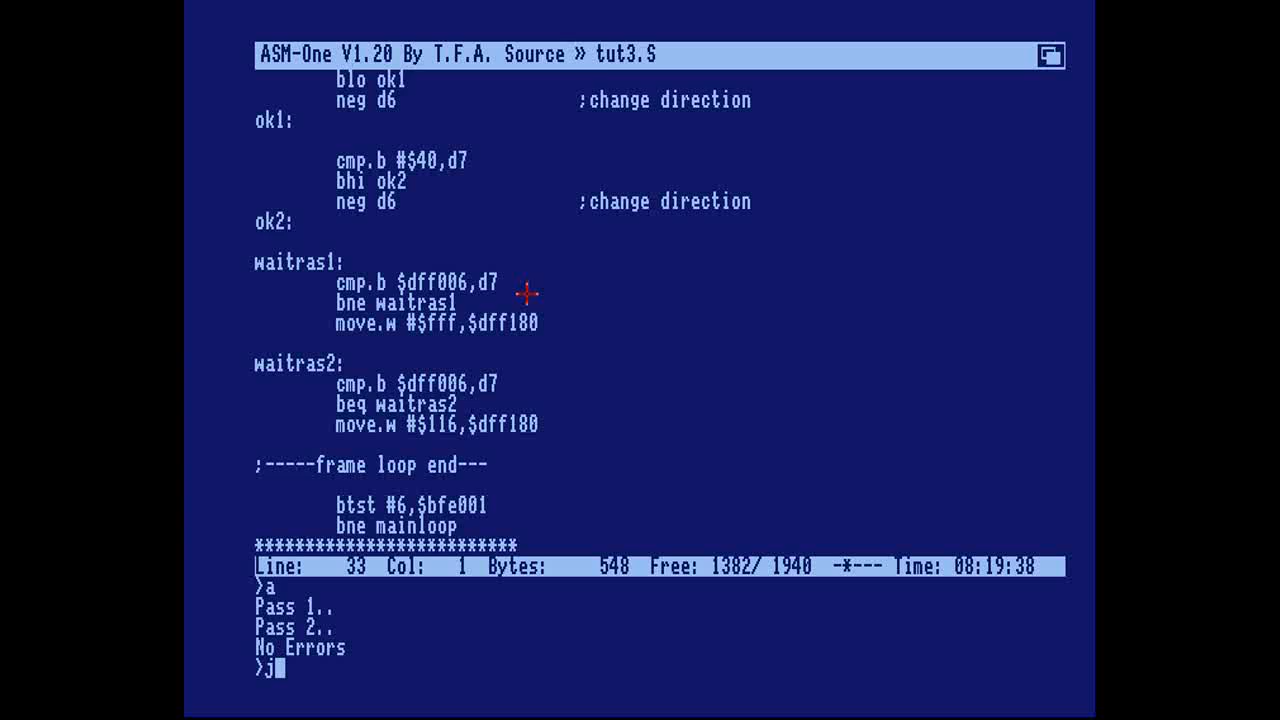 ASM-One V1.20 By T.F.A. Source » tut3.S
blo ok1
neg d6 ;change direction
ok1:
cmp.b #$40,d7
bhi ok2
neg d6 ;change direction
ok2:
waitras1:
cmp.b $dff006,d7
bne waitras1
move.w #$fff,$dff180
waitras2:
cmp.b $dff006,d7
beq waitras2
move.w #$116,$dff180
;-----frame loop end---
btst #6,$bfe001
bne mainloop
**************************
Line: 33 Col: 1 Bytes: 548 Free: 1382/ 1940 -*--- Time: 08:19:38
>a
Pass 1..
Pass 2..
No Errors
>j